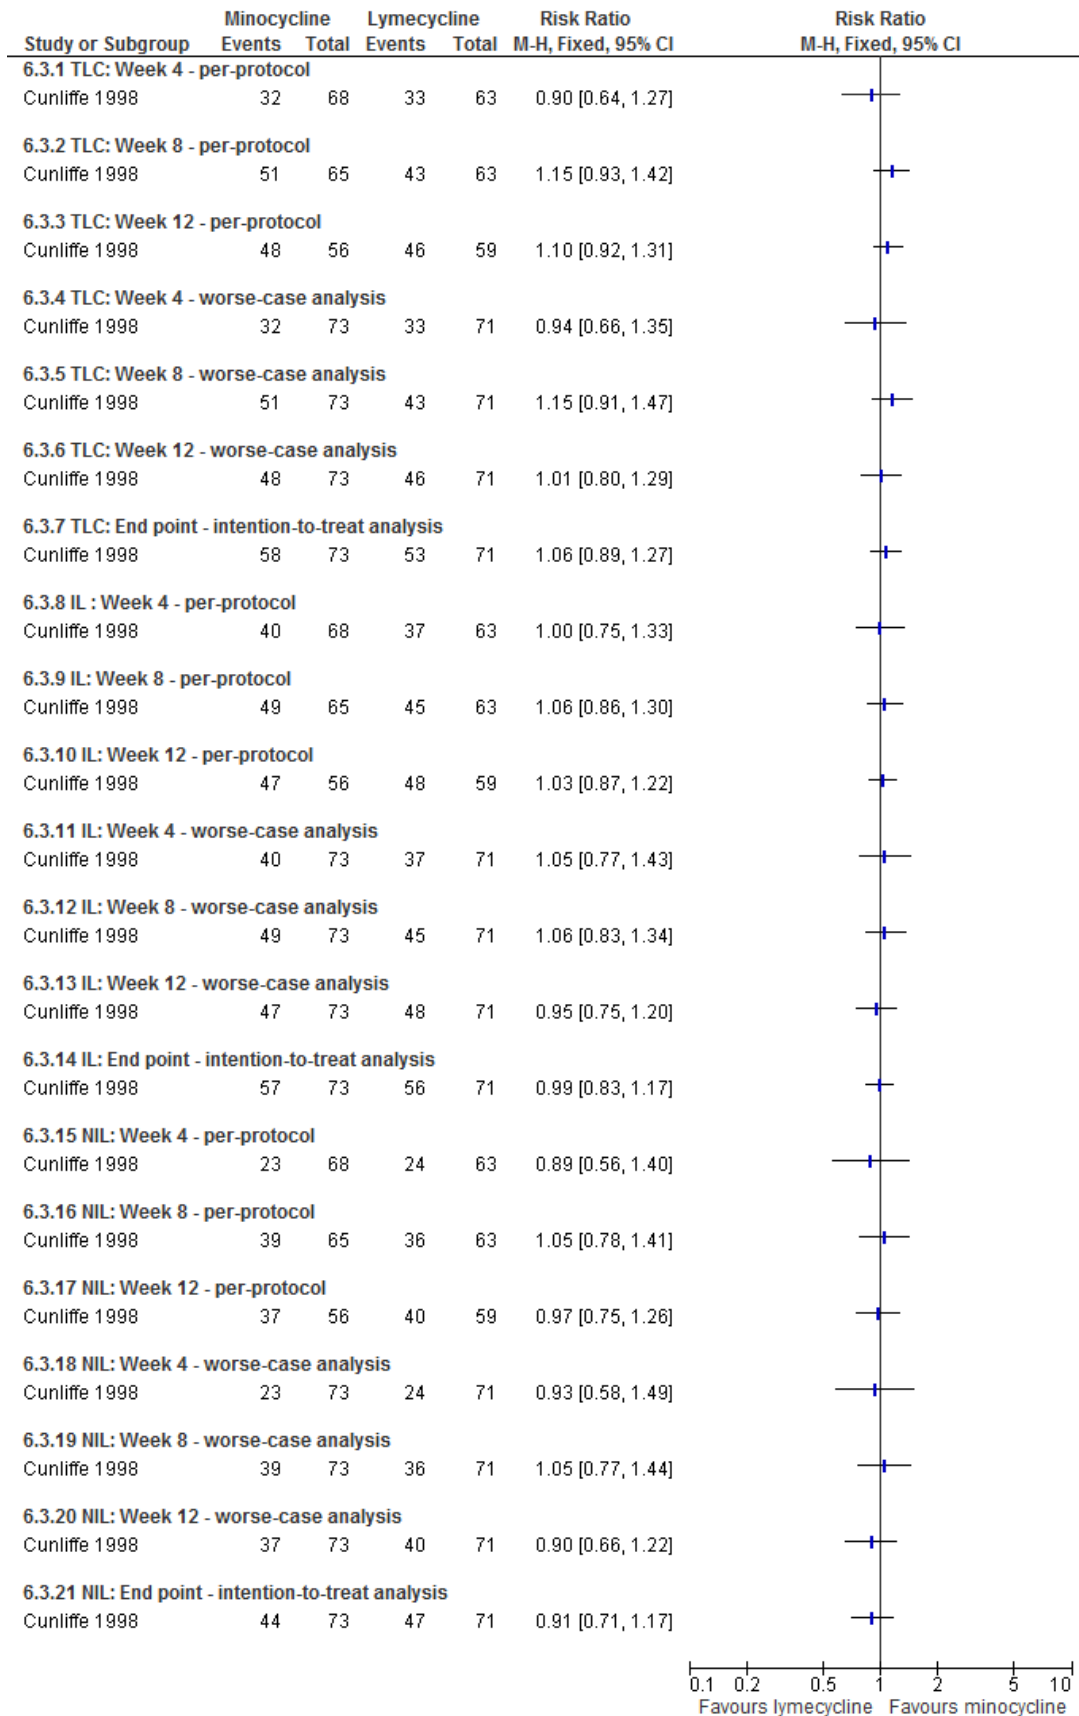 Minocycline Lymecycline Risk Ratio Risk Ratio
Study or Subgroup Events Total Events Total M-H, Fixed, 95% CI M-H, Fixed, 95% CI
6.3.1 TLC: Week 4 - per-protocol
Cunliffe 1998 32 68 33 63 0.90 [0.64, 1.27]
6.3.2 TLC: Week 8 - per-protocol
Cunliffe 1998 51 65 43 63 1.15 [0.93, 1.42]
6.3.3 TLC: Week 12 - per-protocol
Cunliffe 1998 48 56 46 59 1.10 [0.92, 1.31]
6.3.4 TLC: Week 4 - worse-case analysis
Cunliffe 1998 32 73 33 71 0.94 [0.66, 1.35]
6.3.5 TLC: Week 8 - worse-case analysis
Cunliffe 1998 51 73 43 71 1.15 [0.91, 1.47]
6.3.6 TLC: Week 12 - worse-case analysis
Cunliffe 1998 48 73 46 71 1.01 [0.80, 1.29]
6.3.7 TLC: End point - intention-to-treat analysis
Cunliffe 1998 58 73 53 71 1.06 [0.89, 1.27]
6.3.8 IL : Week 4 - per-protocol
Cunliffe 1998 40 68 37 63 1.00 [0.75, 1.33]
6.3.9 IL: Week 8 - per-protocol
Cunliffe 1998 49 65 45 63 1.06 [0.86, 1.30]
6.3.10 IL: Week 12 - per-protocol
Cunliffe 1998 47 56 48 59 1.03 [0.87, 1.22]
6.3.11 IL: Week 4 - worse-case analysis
Cunliffe 1998 40 73 37 71 1.05 [0.77, 1.43]
6.3.12 IL: Week 8 - worse-case analysis
Cunliffe 1998 49 73 45 71 1.06 [0.83, 1.34]
6.3.13 IL: Week 12 - worse-case analysis
Cunliffe 1998 47 73 48 71 0.95 [0.75, 1.20]
6.3.14 IL: End point - intention-to-treat analysis
Cunliffe 1998 57 73 56 71 0.99 [0.83, 1.17]
6.3.15 NIL: Week 4 - per-protocol
Cunliffe 1998 23 68 24 63 0.89 [0.56, 1.40]
6.3.16 NIL: Week 8 - per-protocol
Cunliffe 1998 39 65 36 63 1.05 [0.78, 1.41]
6.3.17 NIL: Week 12 - per-protocol
Cunliffe 1998 37 56 40 59 0.97 [0.75, 1.26]
6.3.18 NIL: Week 4 - worse-case analysis
Cunliffe 1998 23 73 24 71 0.93 [0.58, 1.49]
6.3.19 NIL: Week 8 - worse-case analysis
Cunliffe 1998 39 73 36 71 1.05 [0.77, 1.44]
6.3.20 NIL: Week 12 - worse-case analysis
Cunliffe 1998 37 73 40 71 0.90 [0.66, 1.22]
6.3.21 NIL: End point - intention-to-treat analysis
Cunliffe 1998 44 73 47 71 0.91 [0.71, 1.17]
0.1 0.2 0.5 1 2 5 10
Favours lymecycline Favours minocycline